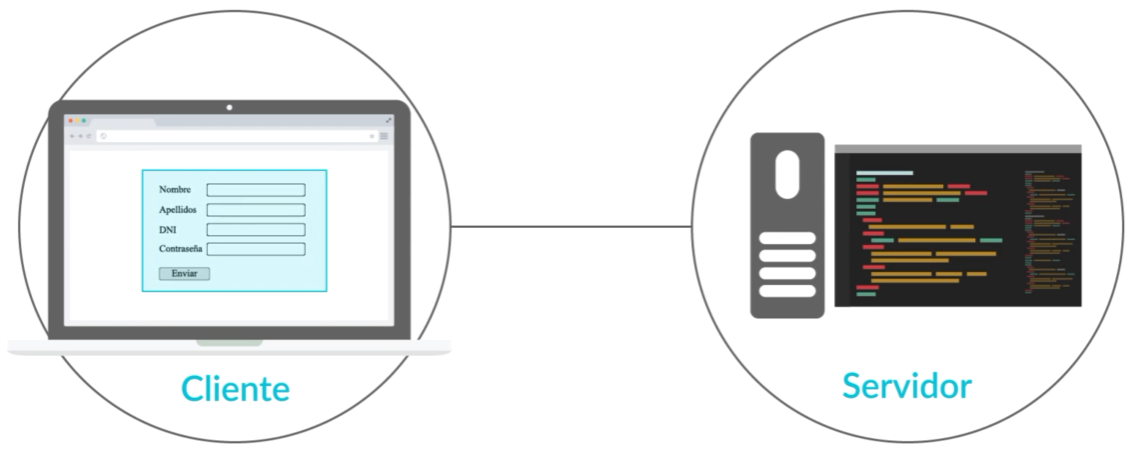 Nombre
Apellidos
DNI
Contraseña
Enviar
Cliente
Servidor